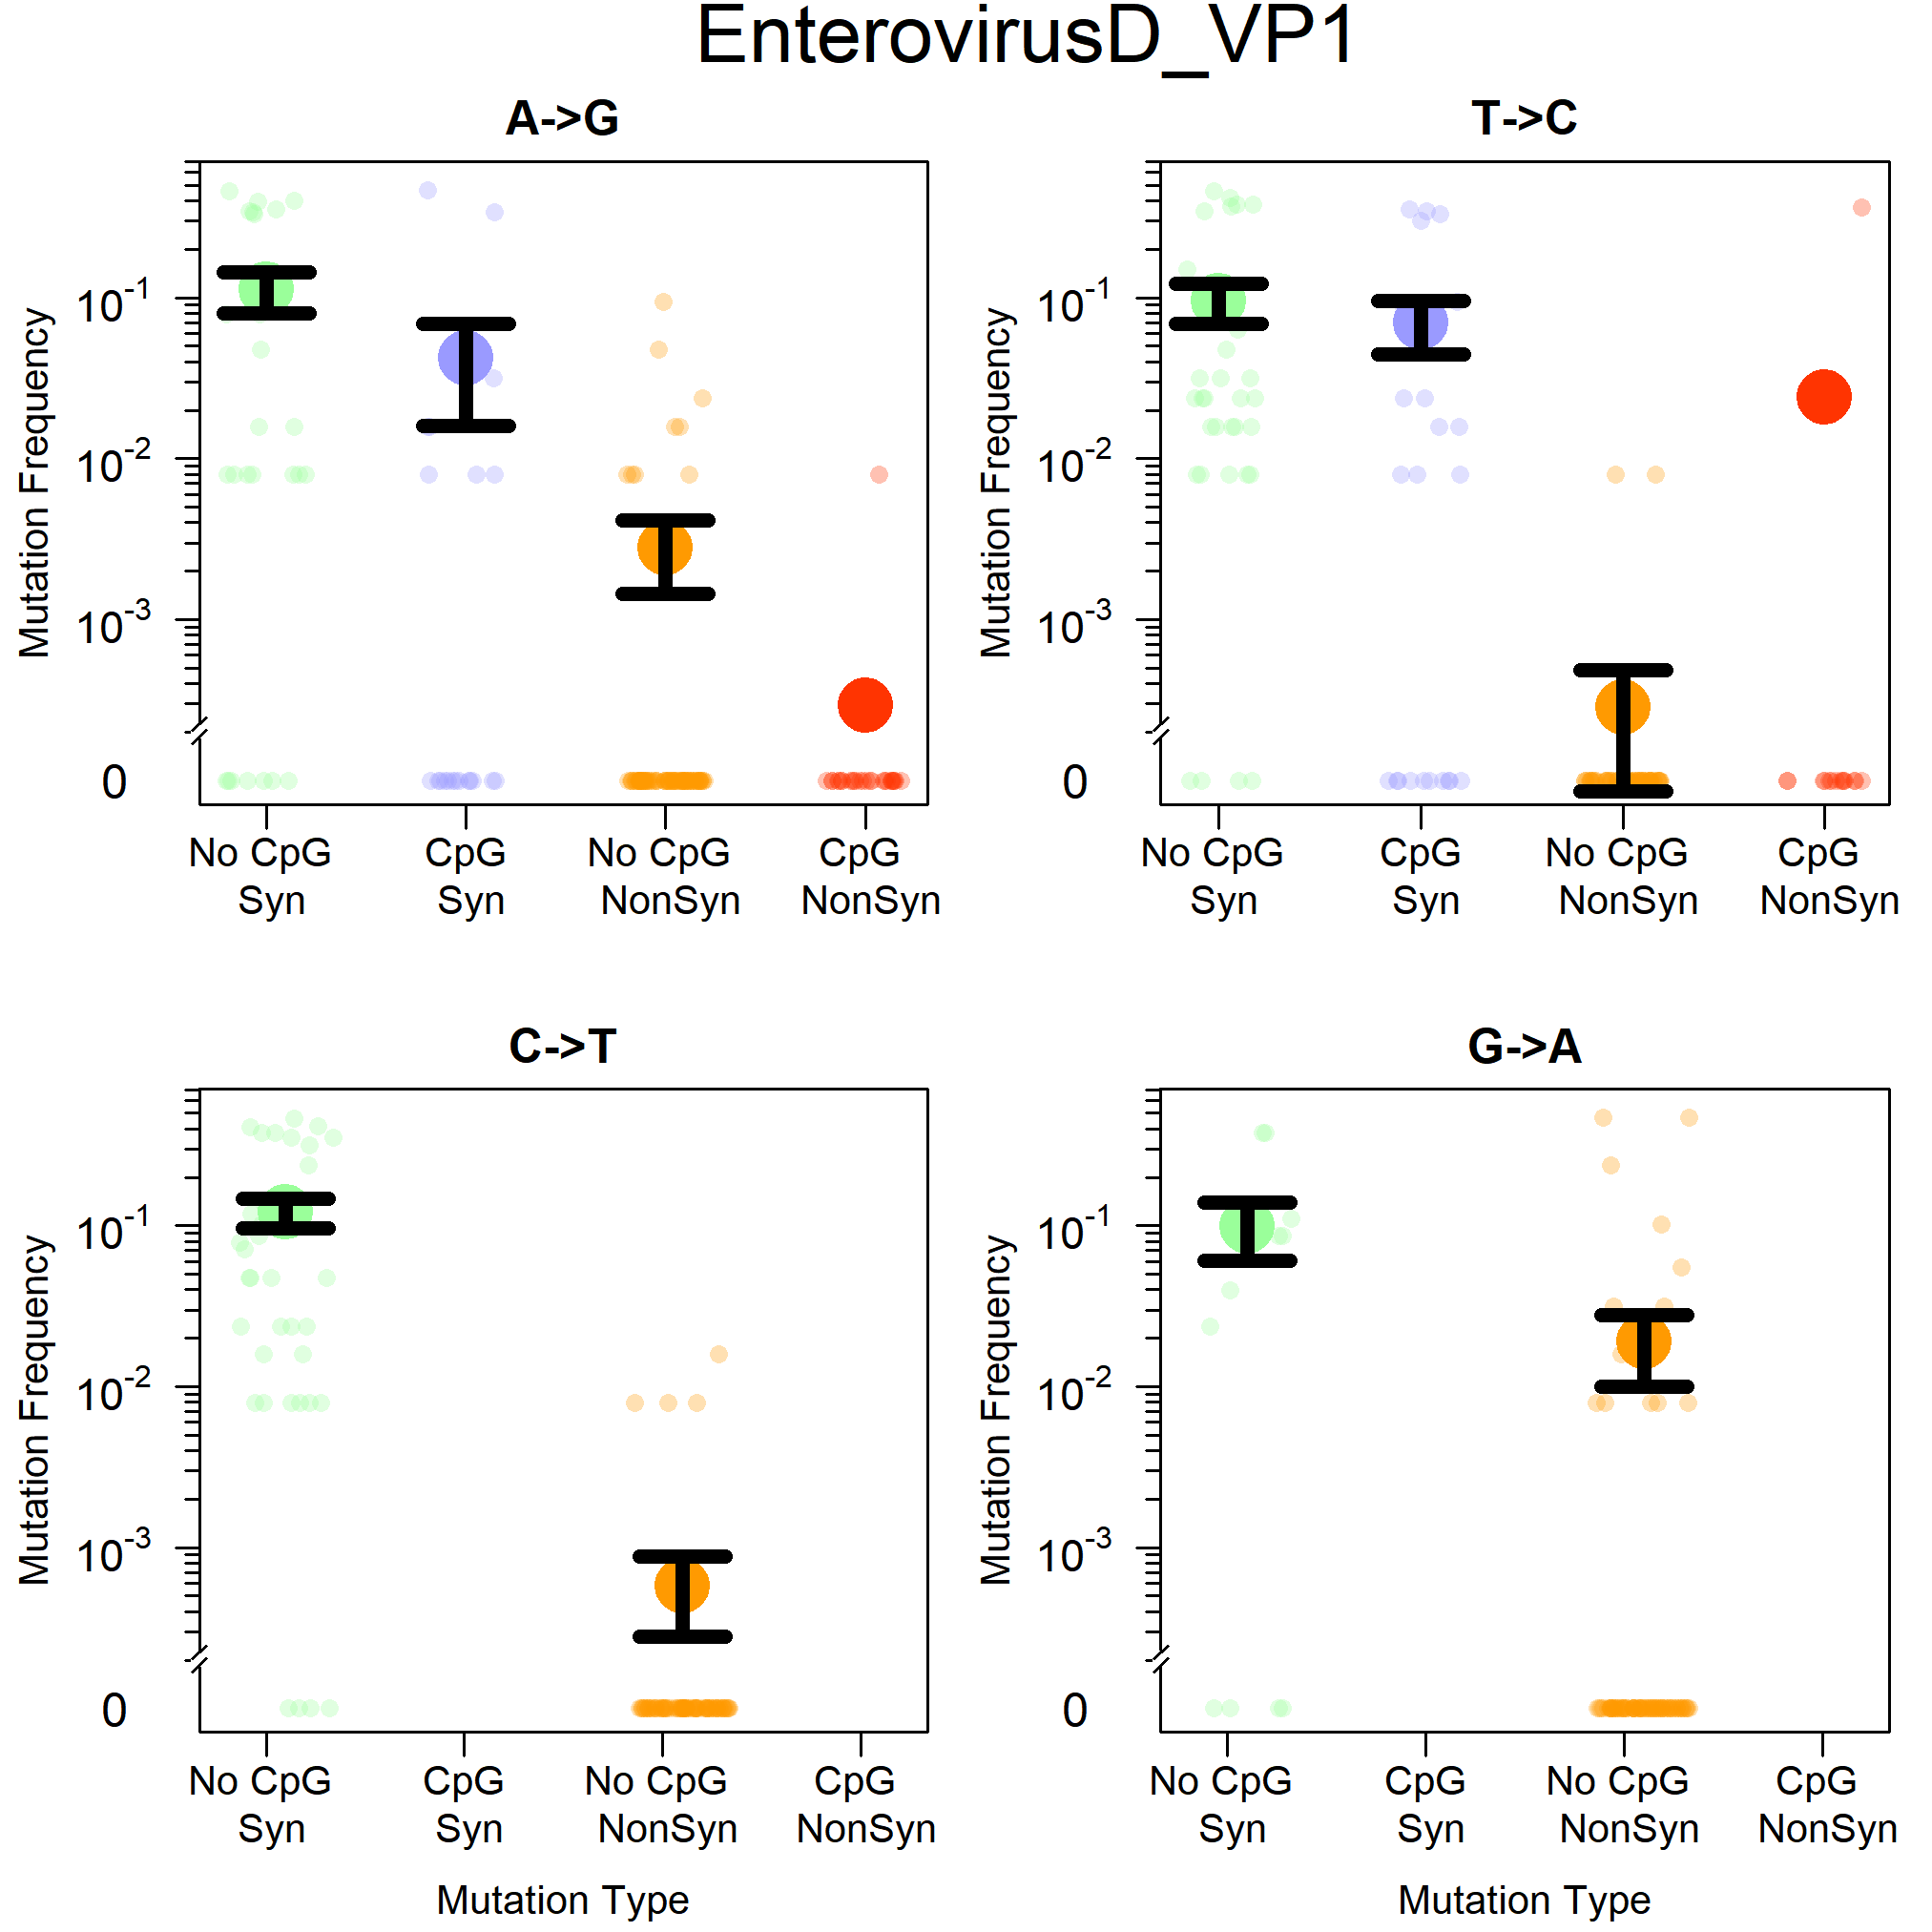 EnterovirusD_VP1
A->G
Mutation Frequency
10-1
10-2
10-3
0
No CpG CpG No CpG CpG
Syn Syn NonSyn NonSyn
T->C
Mutation Frequency
10-1
10-2
10-3
0
No CpG CpG No CpG CpG
Syn Syn NonSyn NonSyn
C->T
Mutation Frequency
10-1
10-2
10-3
0
No CpG CpG No CpG CpG
Syn Syn NonSyn NonSyn
Mutation Type
G->A
Mutation Frequency
10-1
10-2
10-3
0
No CpG CpG No CpG CpG
Syn Syn NonSyn NonSyn
Mutation Type